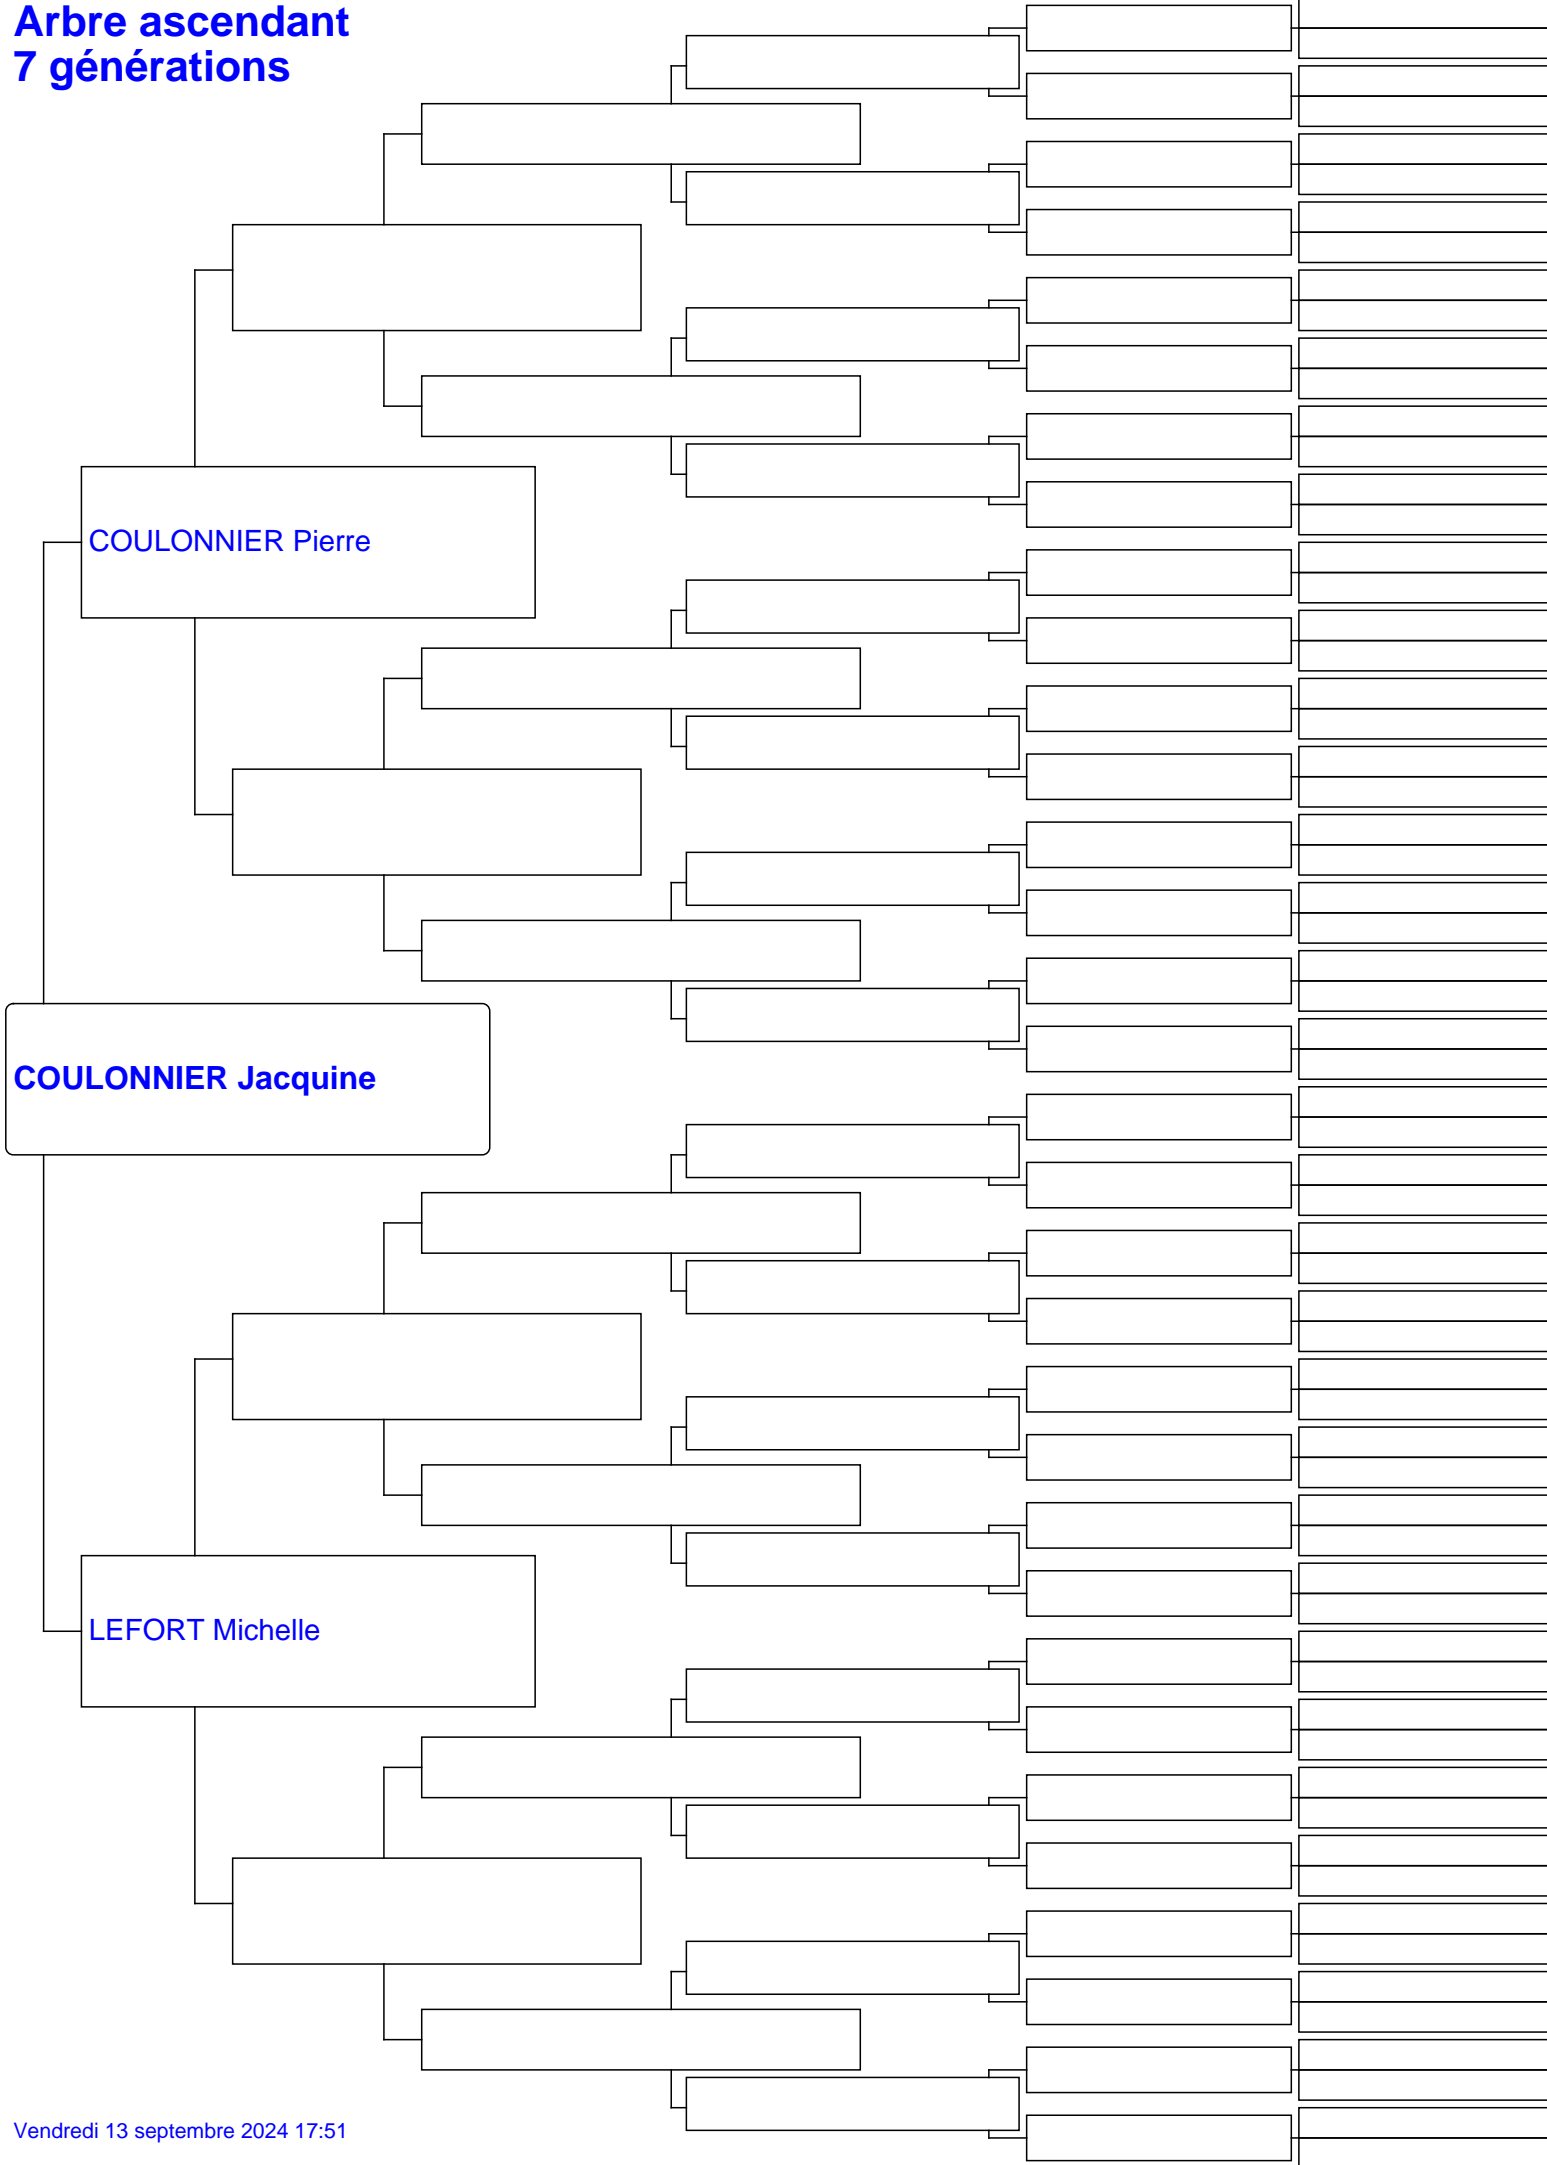 Arbre ascendant
7 générations
COULONNIER Pierre
COULONNIER Jacquine
LEFORT Michelle
Vendredi 13 septembre 2024 17:51